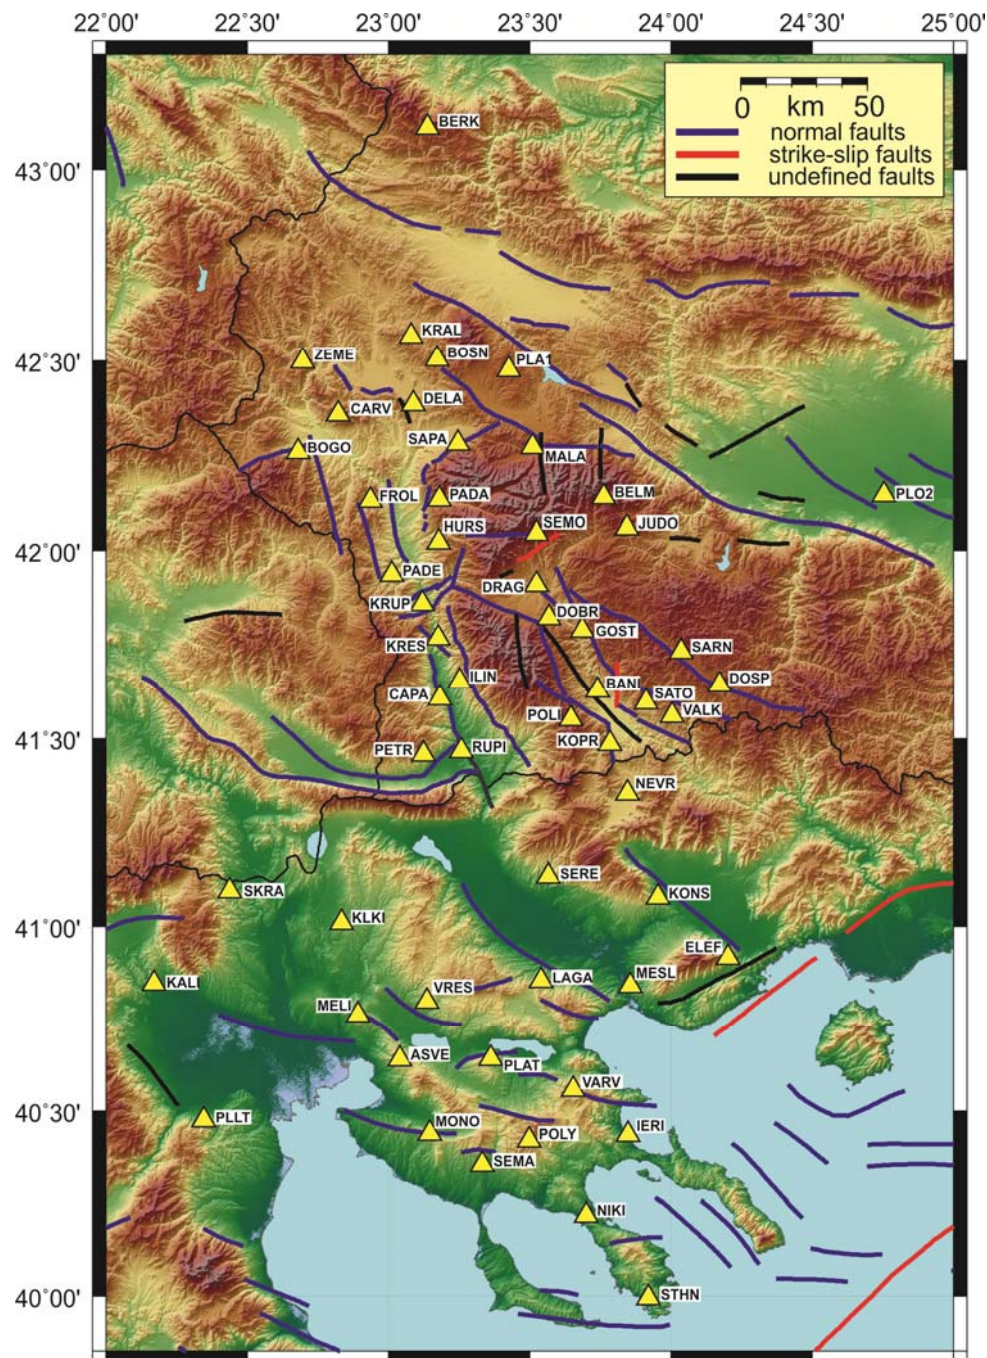 22°00' 22°30' 23°00' 23°30' 24°00' 24°30' 25°00'
0 km 50
normal faults
strike-slip faults
undefined faults
BERK
43°00'
KRAL
ZEME
BOSN
PLA1
42°30'
DELA
CARV
SAPA
BOGO
MALA
FROL
PADA
BELM
PLO2
HURS
SEMO
JUDO
42°00'
PADE
DRAG
KRUP
DOBR
GOST
KRES
SARN
ILIN
BANI
DOSP
CAPA
SATO
POLI
VALK
41°30'
PETR
RUPI
KOPR
NEVR
SERE
SKRA
KONS
41°00'
KLKI
ELEF
KALI
LAGA
MESL
VRES
MELI
ASVE
PLAT
VARV
40°30'
PLLT
MONO
IERI
POLY
SEMA
NIKI
40°00'
STHN